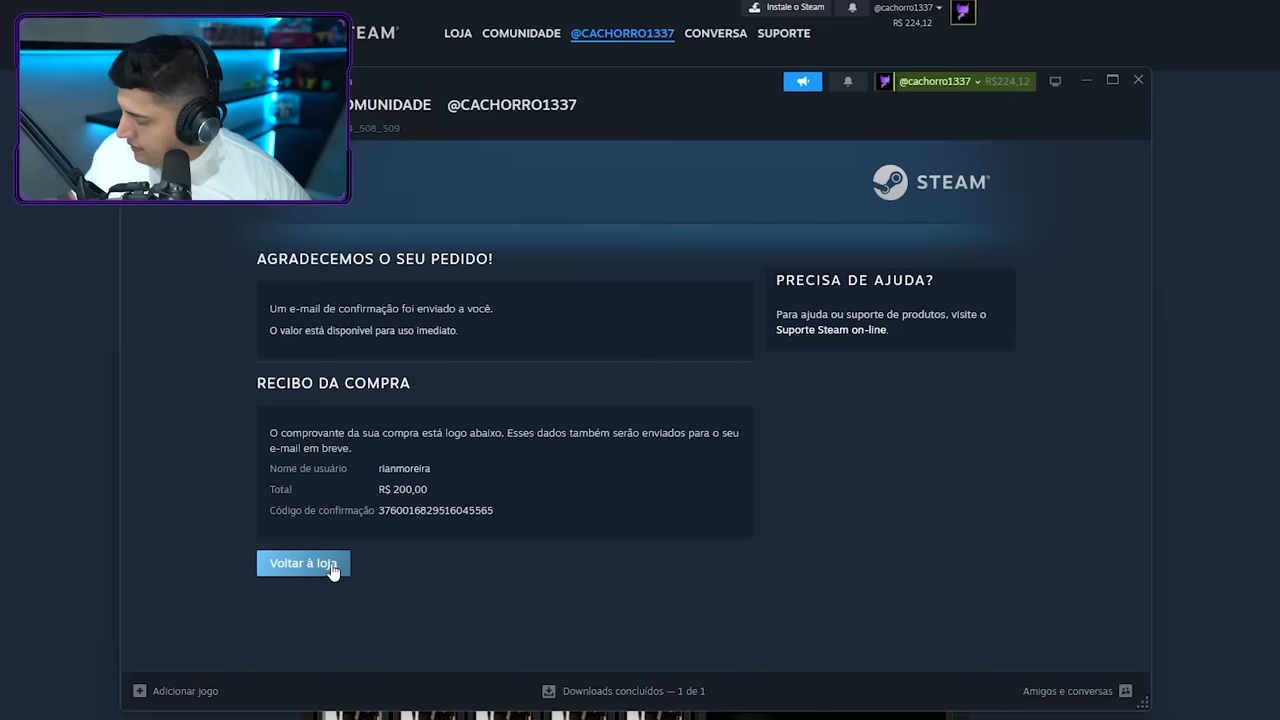 Instale o Steam
@cachorro1337
R$ 224,12
LOJA COMUNIDADE @CACHORRO1337 CONVERSA SUPORTE
@cachorro1337 R$224,12
@CACHORRO1337
STEAM
AGRADECEMOS O SEU PEDIDO!
Um e-mail de confirmação foi enviado a você.
O valor está disponível para uso imediato.
PRECISA DE AJUDA?
Para ajuda ou suporte de produtos, visite o
Suporte Steam on-line.
RECIBO DA COMPRA
O comprovante da sua compra está logo abaixo. Esses dados também serão enviados para o seu
e-mail em breve.
Nome de usuário rianmoreira
Total R$ 200,00
Código de confirmação 3760016829516045565
Voltar à loja
Adicionar jogo
Downloads concluídos — 1 de 1
Amigos e conversas